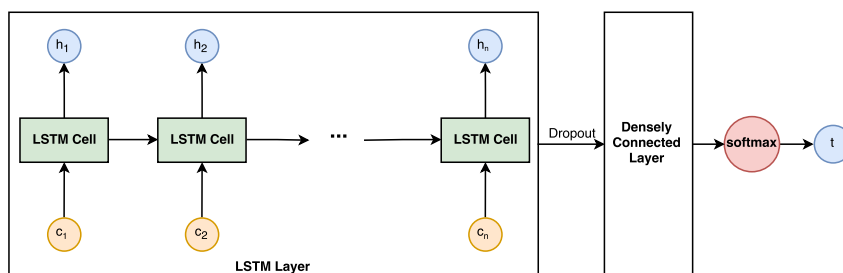 h₁ h₂ hₙ
LSTM Cell LSTM Cell ... LSTM Cell
Dropout
Densely
Connected
Layer
softmax
t
c₁ c₂ cₙ
LSTM Layer